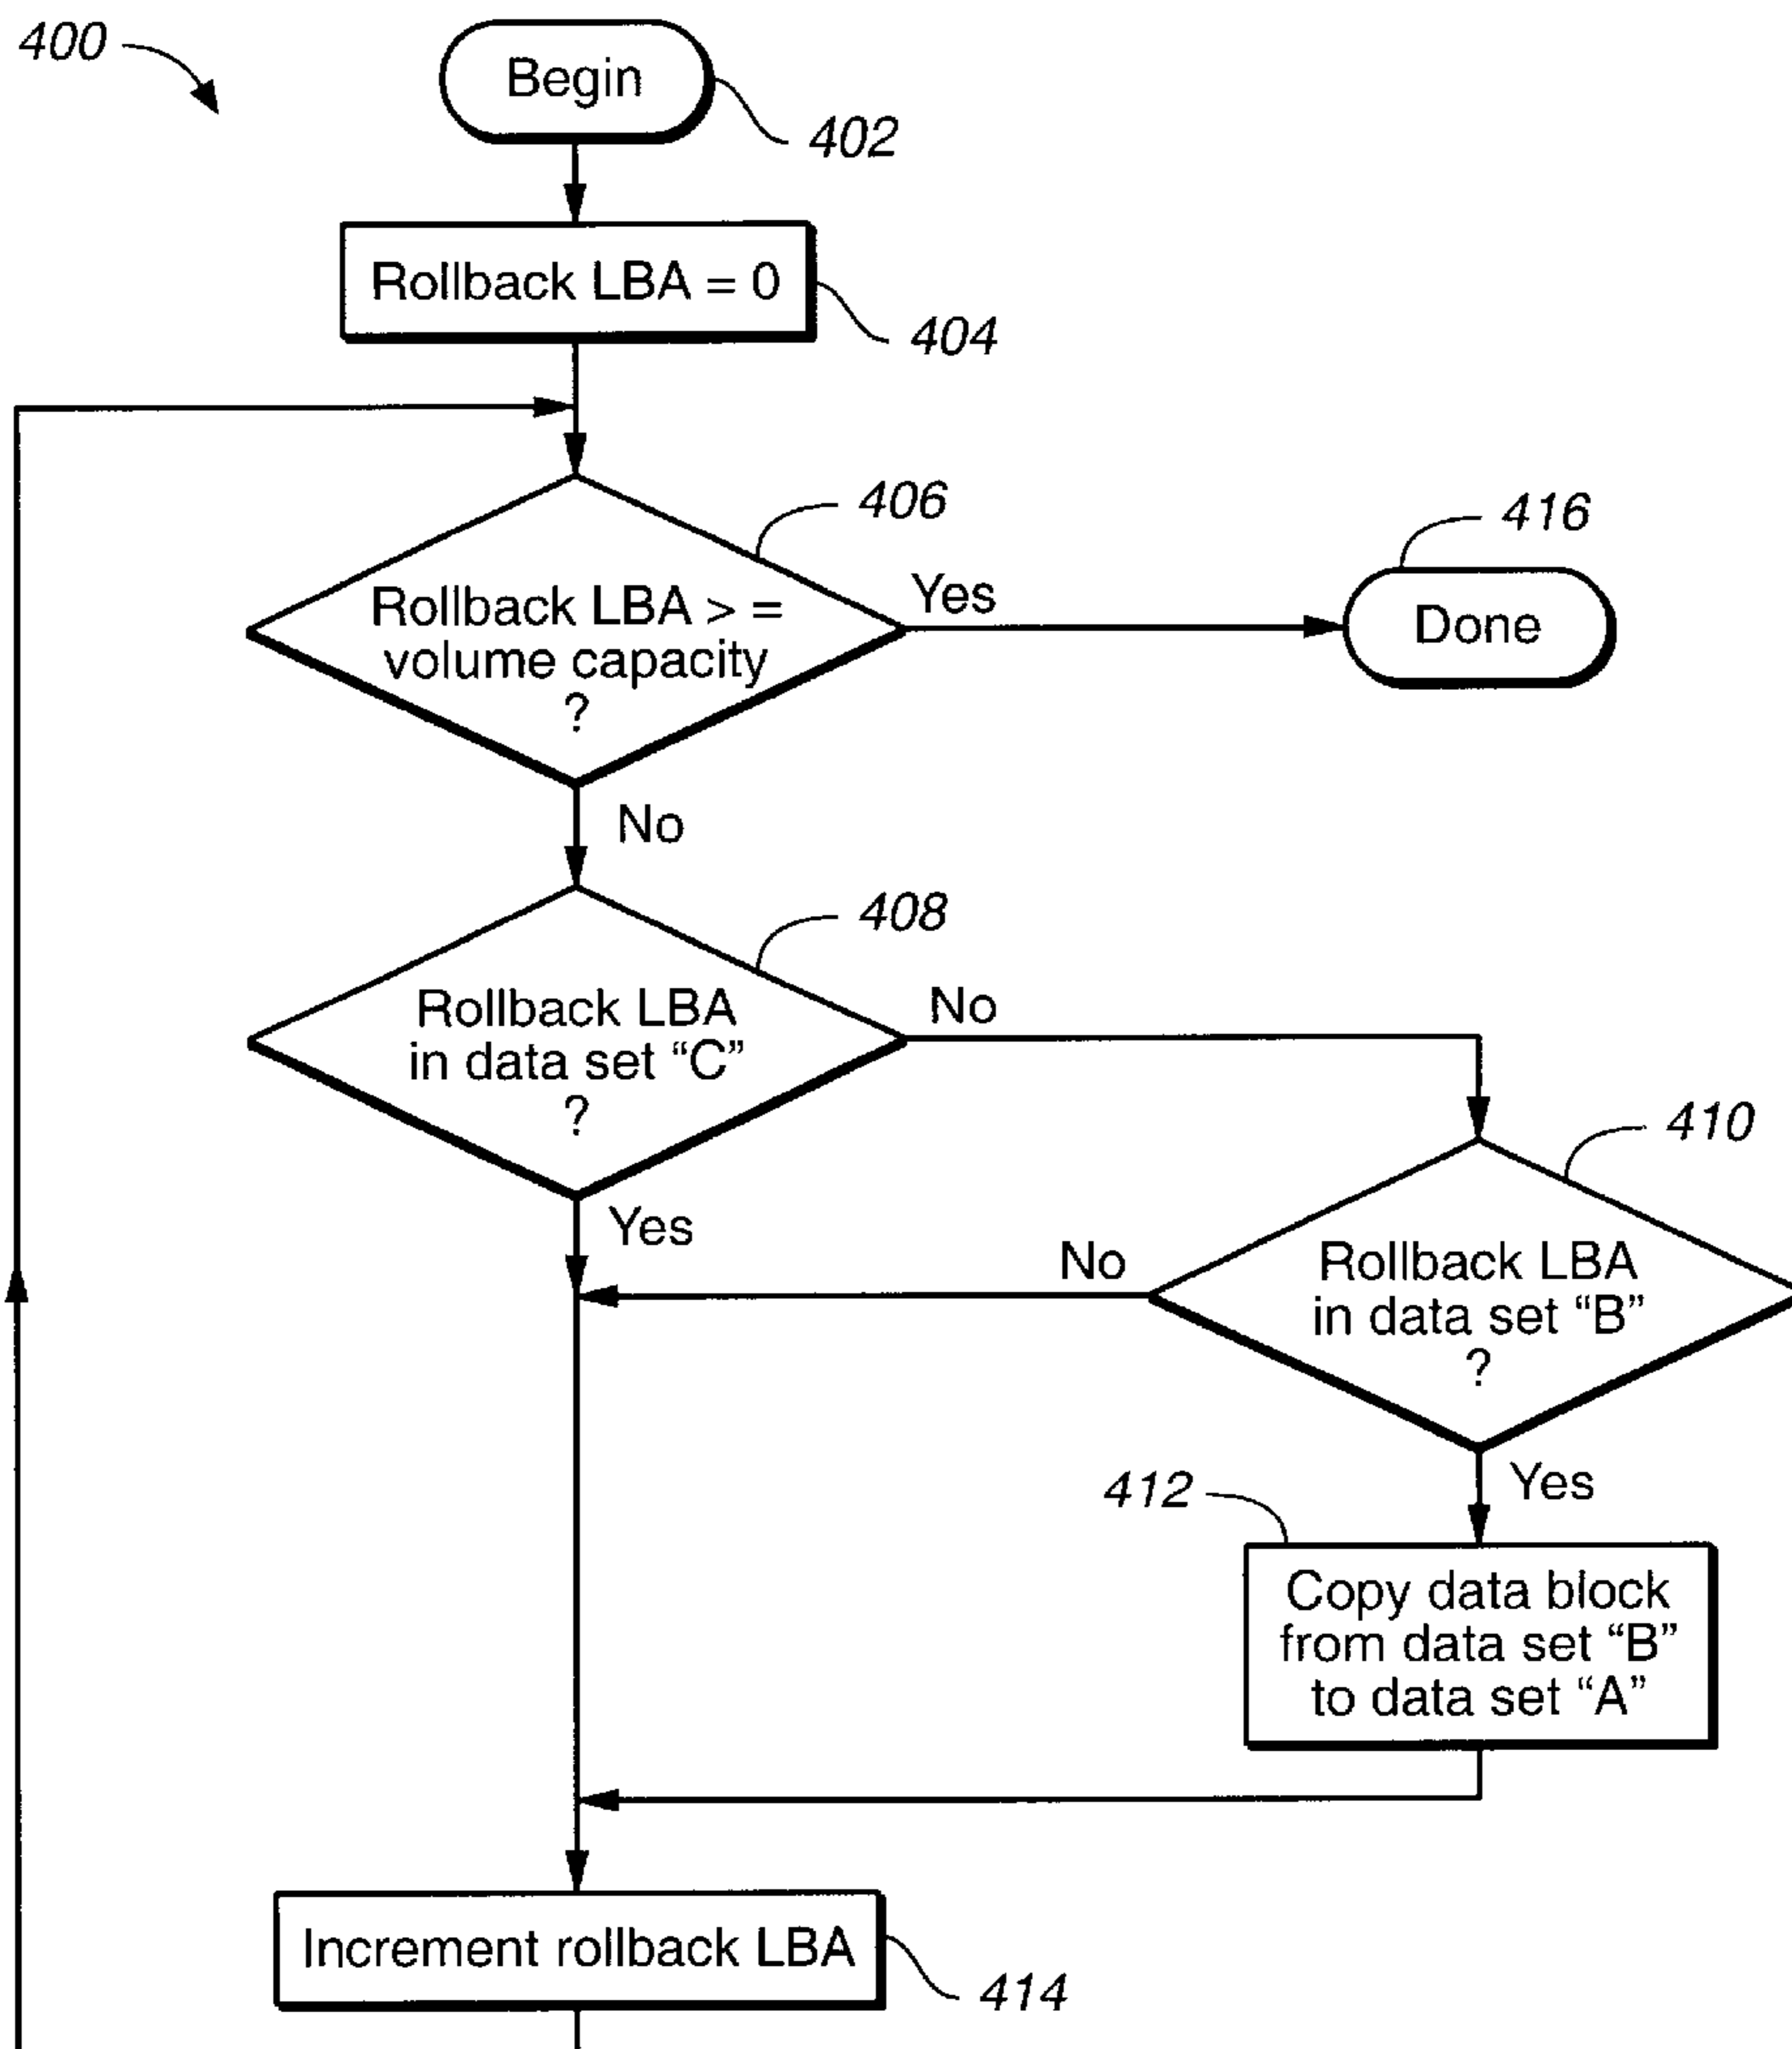 400
Begin
402
Rollback LBA = 0
404
406
Rollback LBA > =
volume capacity
?
Yes
416
Done
No
408
Rollback LBA
in data set “C”
?
No
Yes
410
Rollback LBA
in data set “B”
?
No
Yes
412
Copy data block
from data set “B”
to data set “A”
Increment rollback LBA
414